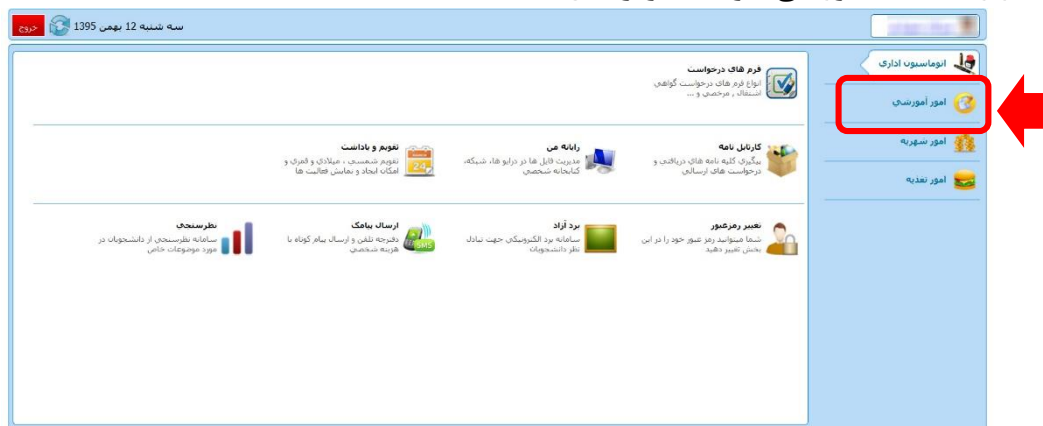 سه شنبه 12 بهمن 1395
خروج
اتوماسیون اداری
امور آموزشی
امور شهریه
امور تغذیه
فرم های درخواست
انواع فرم های درخواست گواهی
اشتغال , مرخصی و ...
کارتابل نامه
پیگیری کلیه نامه های دریافتی و
درخواست های ارسالی
رایانه من
مدیریت فایل ها در درایو ها، شبکه،
کتابخانه شخصی
تقویم و یاداشت
تقویم شمسی ، میلادی و قمری و
امکان ایجاد و نمایش فعالیت ها
24
تغییر رمزعبور
شما میتوانید رمز عبور خود را در این
بخش تغییر دهید
برد آزاد
سامانه برد الکترونیکی جهت تبادل
نظر دانشجویان
ارسال پیامک
دفترچه تلفن و ارسال پیام کوتاه با
هزینه شخصی
SMS
نظرسنجی
سامانه نظرسنجی از دانشجویان در
مورد موضوعات خاص